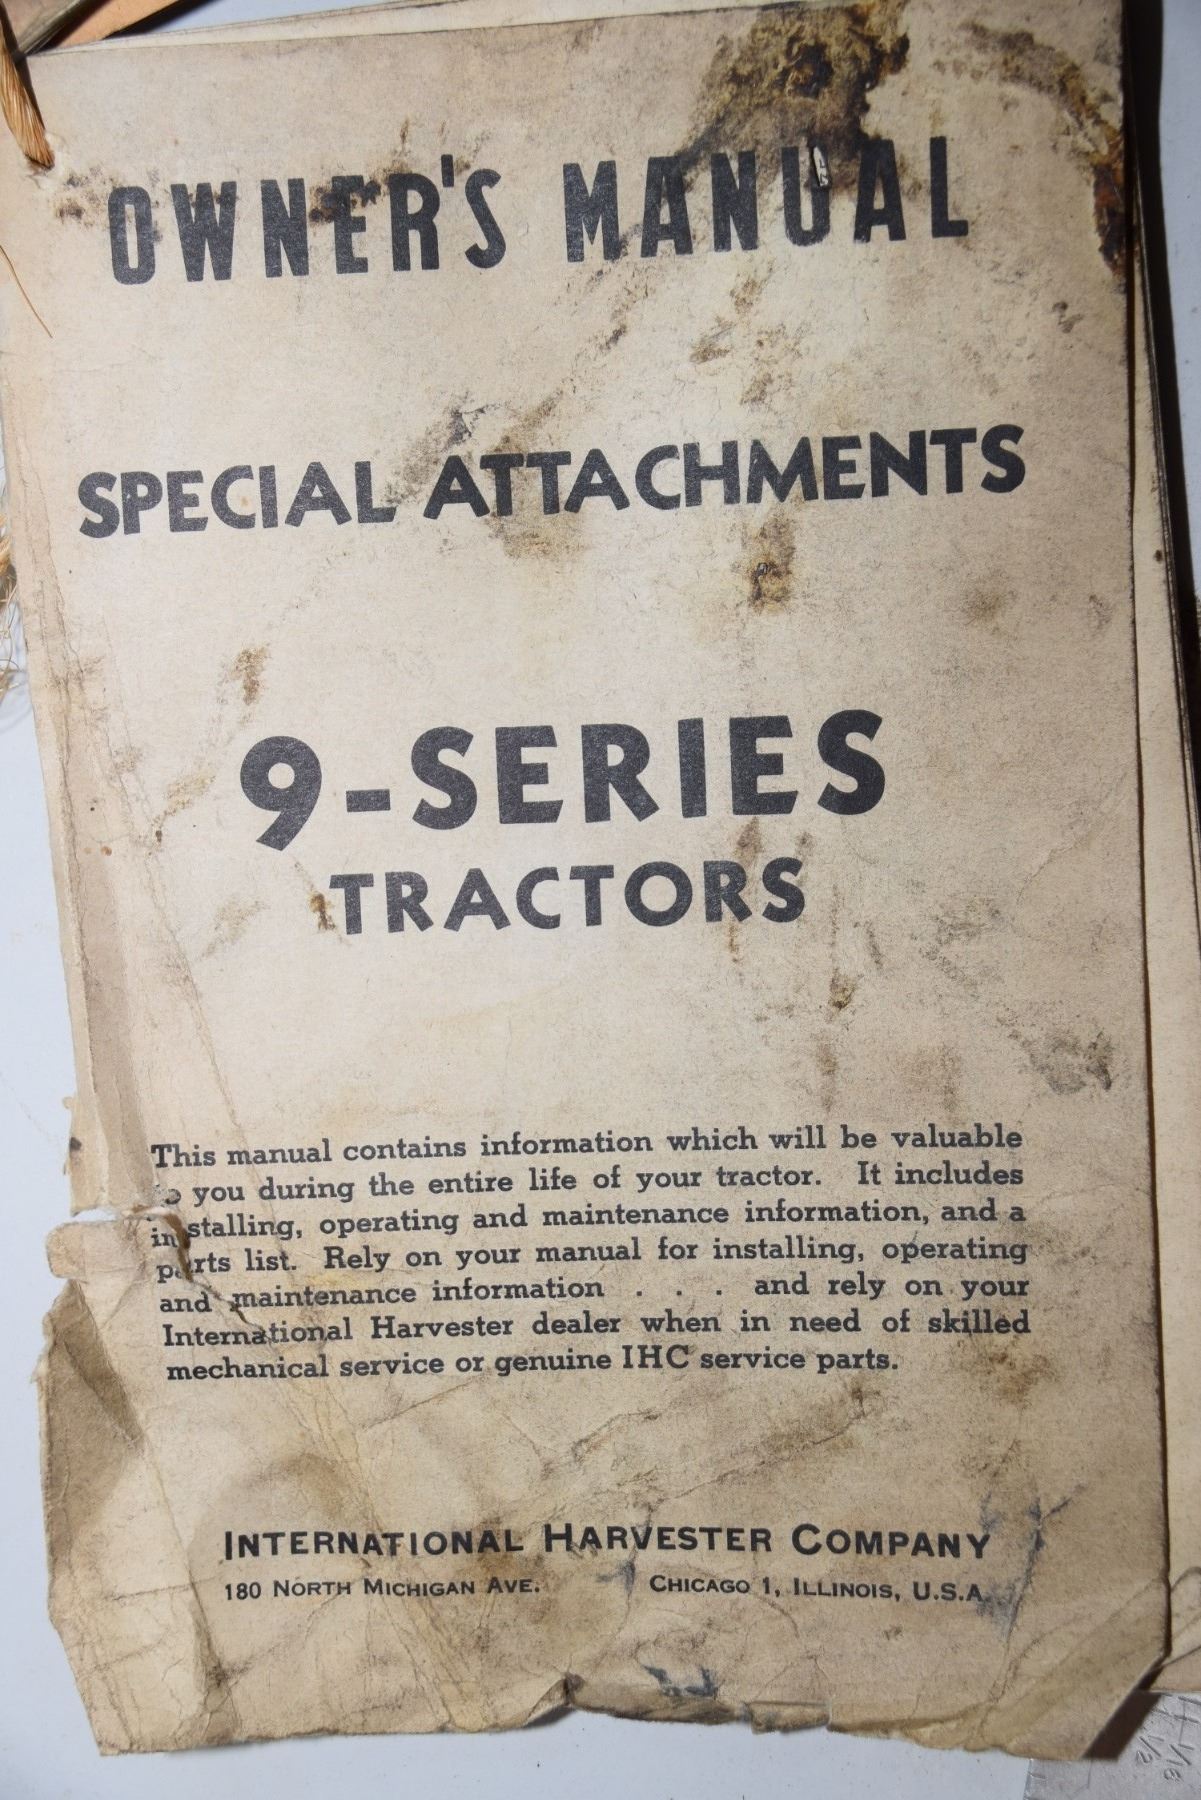 OWNER'S MANUAL
SPECIAL ATTACHMENTS
9-SERIES
TRACTORS
This manual contains information which will be valuable
to you during the entire life of your tractor. It includes
installing, operating and maintenance information, and a
parts list. Rely on your manual for installing, operating
and maintenance information . . . and rely on your
International Harvester dealer when in need of skilled
mechanical service or genuine IHC service parts.
INTERNATIONAL HARVESTER COMPANY
180 NORTH MICHIGAN AVE. CHICAGO 1, ILLINOIS, U.S.A.